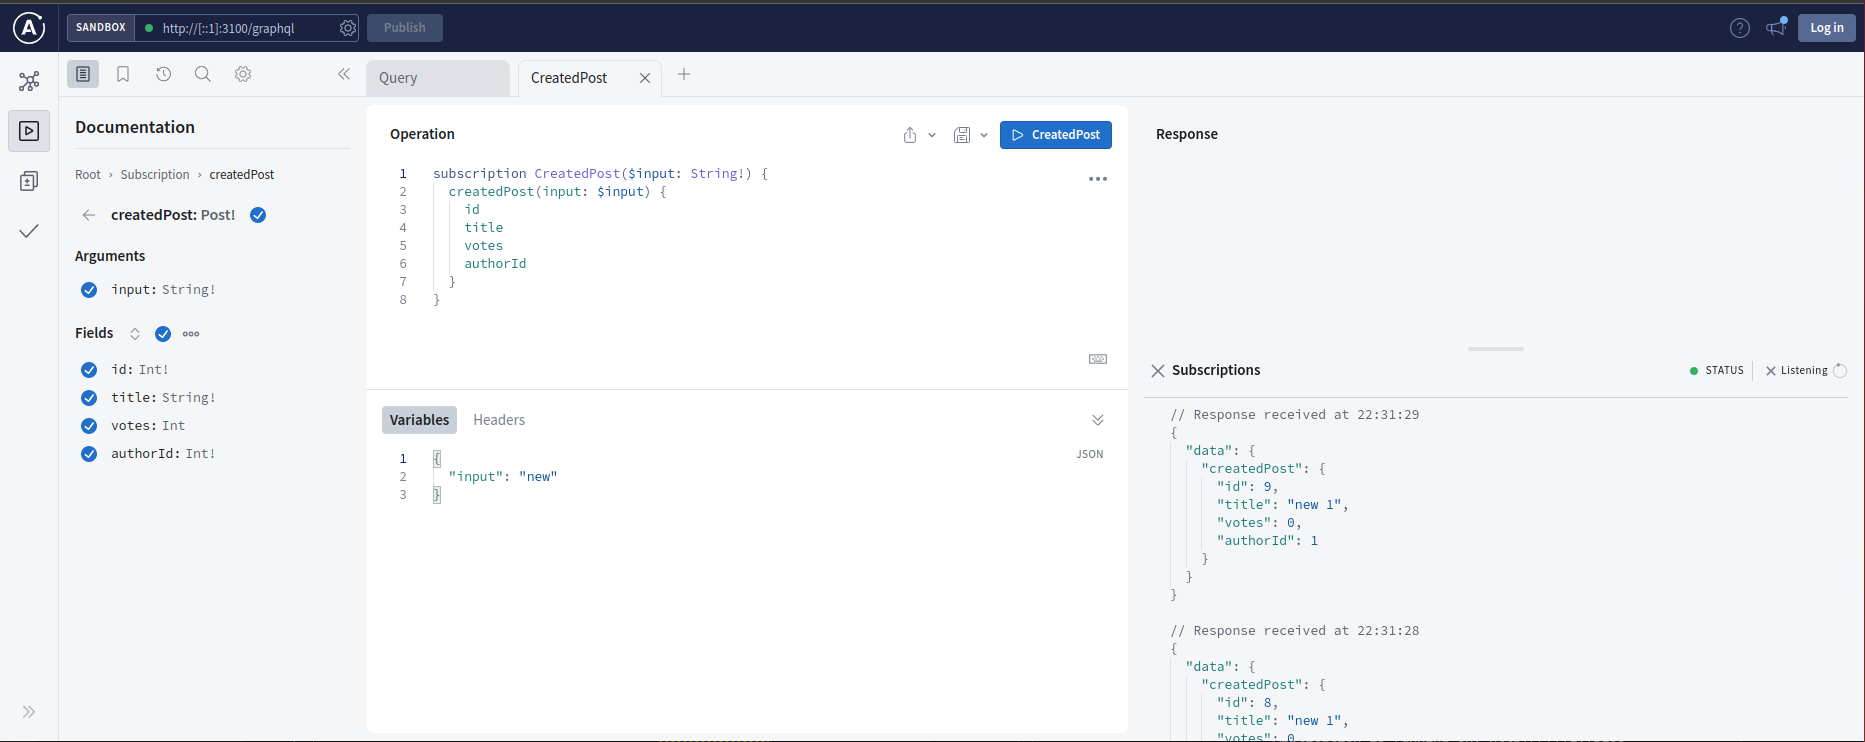 SANDBOX http://[::1]:3100/graphql Publish Log in
Query CreatedPost
Documentation
Root › Subscription › createdPost
createdPost: Post!
Arguments
input: String!
Fields
id: Int!
title: String!
votes: Int
authorId: Int!
Operation
CreatedPost
1 subscription CreatedPost($input: String!) {
2 createdPost(input: $input) {
3 id
4 title
5 votes
6 authorId
7 }
8 }
Variables Headers
JSON
1 {
2 "input": "new"
3 }
Response
Subscriptions STATUS Listening
// Response received at 22:31:29
{
"data": {
"createdPost": {
"id": 9,
"title": "new 1",
"votes": 0,
"authorId": 1
}
}
}
// Response received at 22:31:28
{
"data": {
"createdPost": {
"id": 8,
"title": "new 1",
"votes": 0,